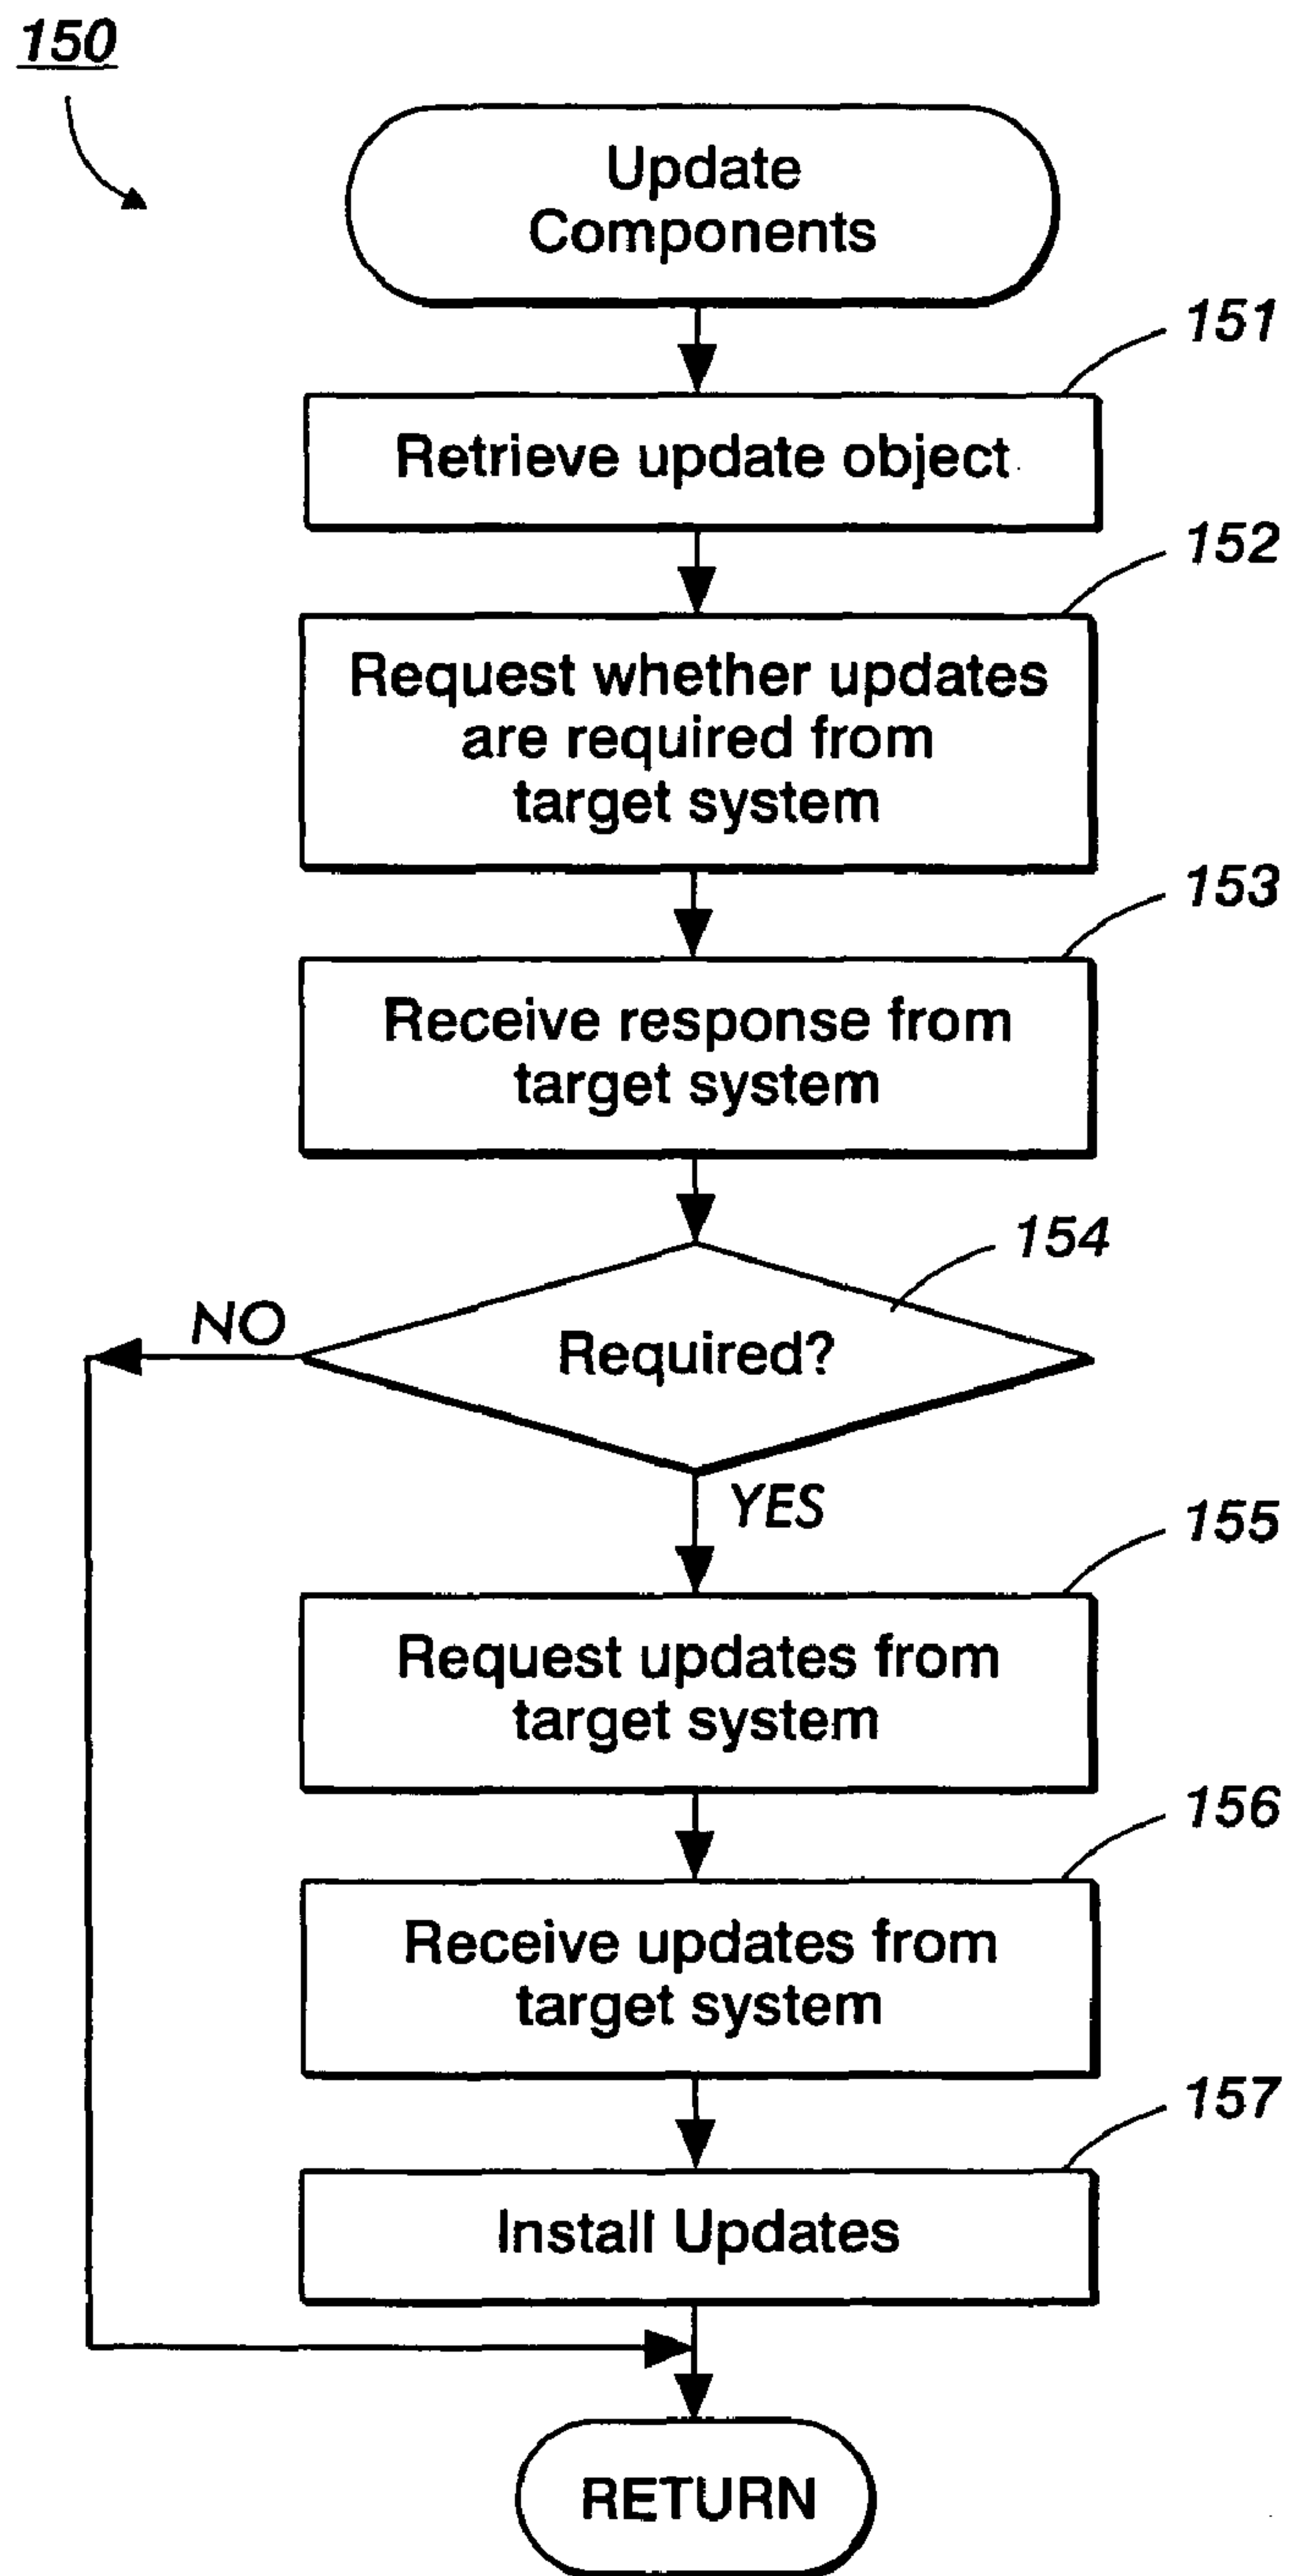 150
Update
Components
151
Retrieve update object
152
Request whether updates
are required from
target system
153
Receive response from
target system
154
NO
Required?
YES
155
Request updates from
target system
156
Receive updates from
target system
157
Install Updates
RETURN